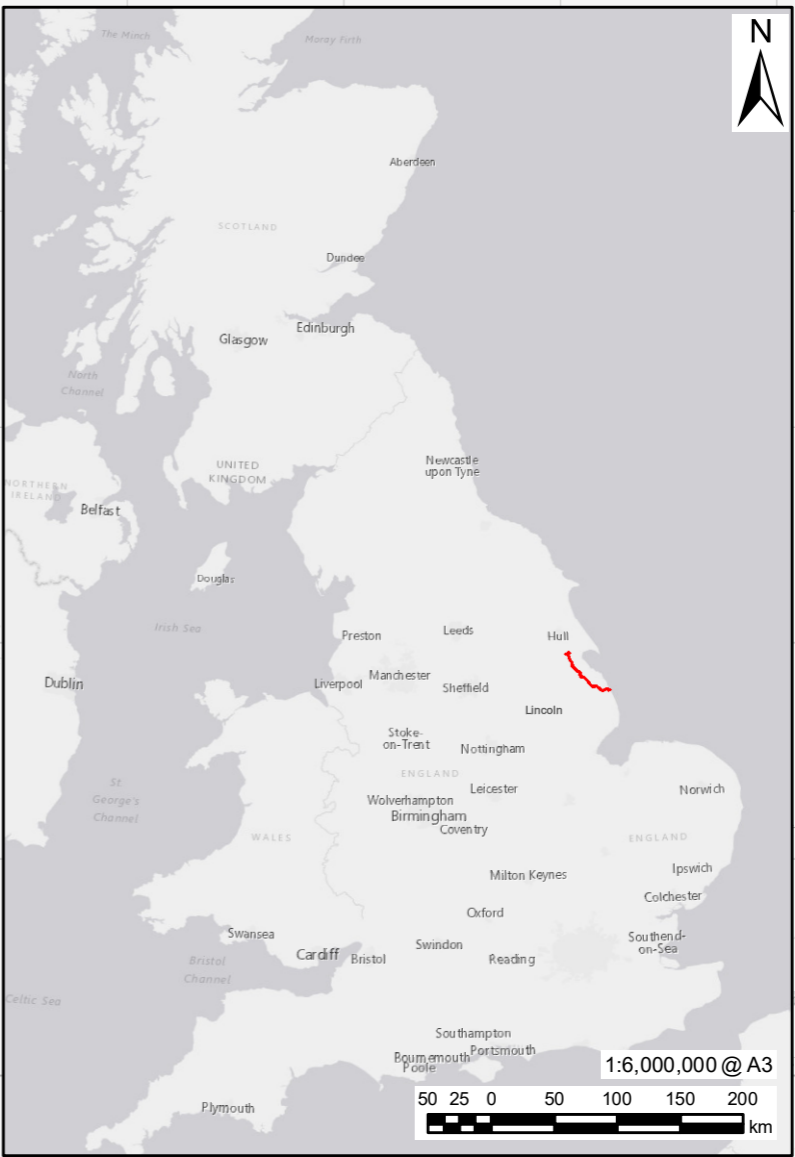 The Minch
Moray Firth
N
Aberdeen
SCOTLAND
Dundee
Edinburgh
Glasgow
North
Channel
Newcastle
upon Tyne
UNITED
KINGDOM
NORTHERN
IRELAND
Belfast
Douglas
Irish Sea
Preston
Leeds
Hull
Dublin
Liverpool
Manchester
Sheffield
Lincoln
Stoke-
on-Trent
Nottingham
ENGLAND
St
George's
Channel
Leicester
Norwich
Wolverhampton
Birmingham
Coventry
WALES
ENGLAND
Milton Keynes
Ipswich
Colchester
Oxford
Swansea
Cardiff
Bristol
Swindon
Reading
Southend-
on-Sea
Bristol
Channel
Celtic Sea
Southampton
Portsmouth
Bournemouth
Poole
Plymouth
1:6,000,000 @ A3
50 25 0 50 100 150 200
km